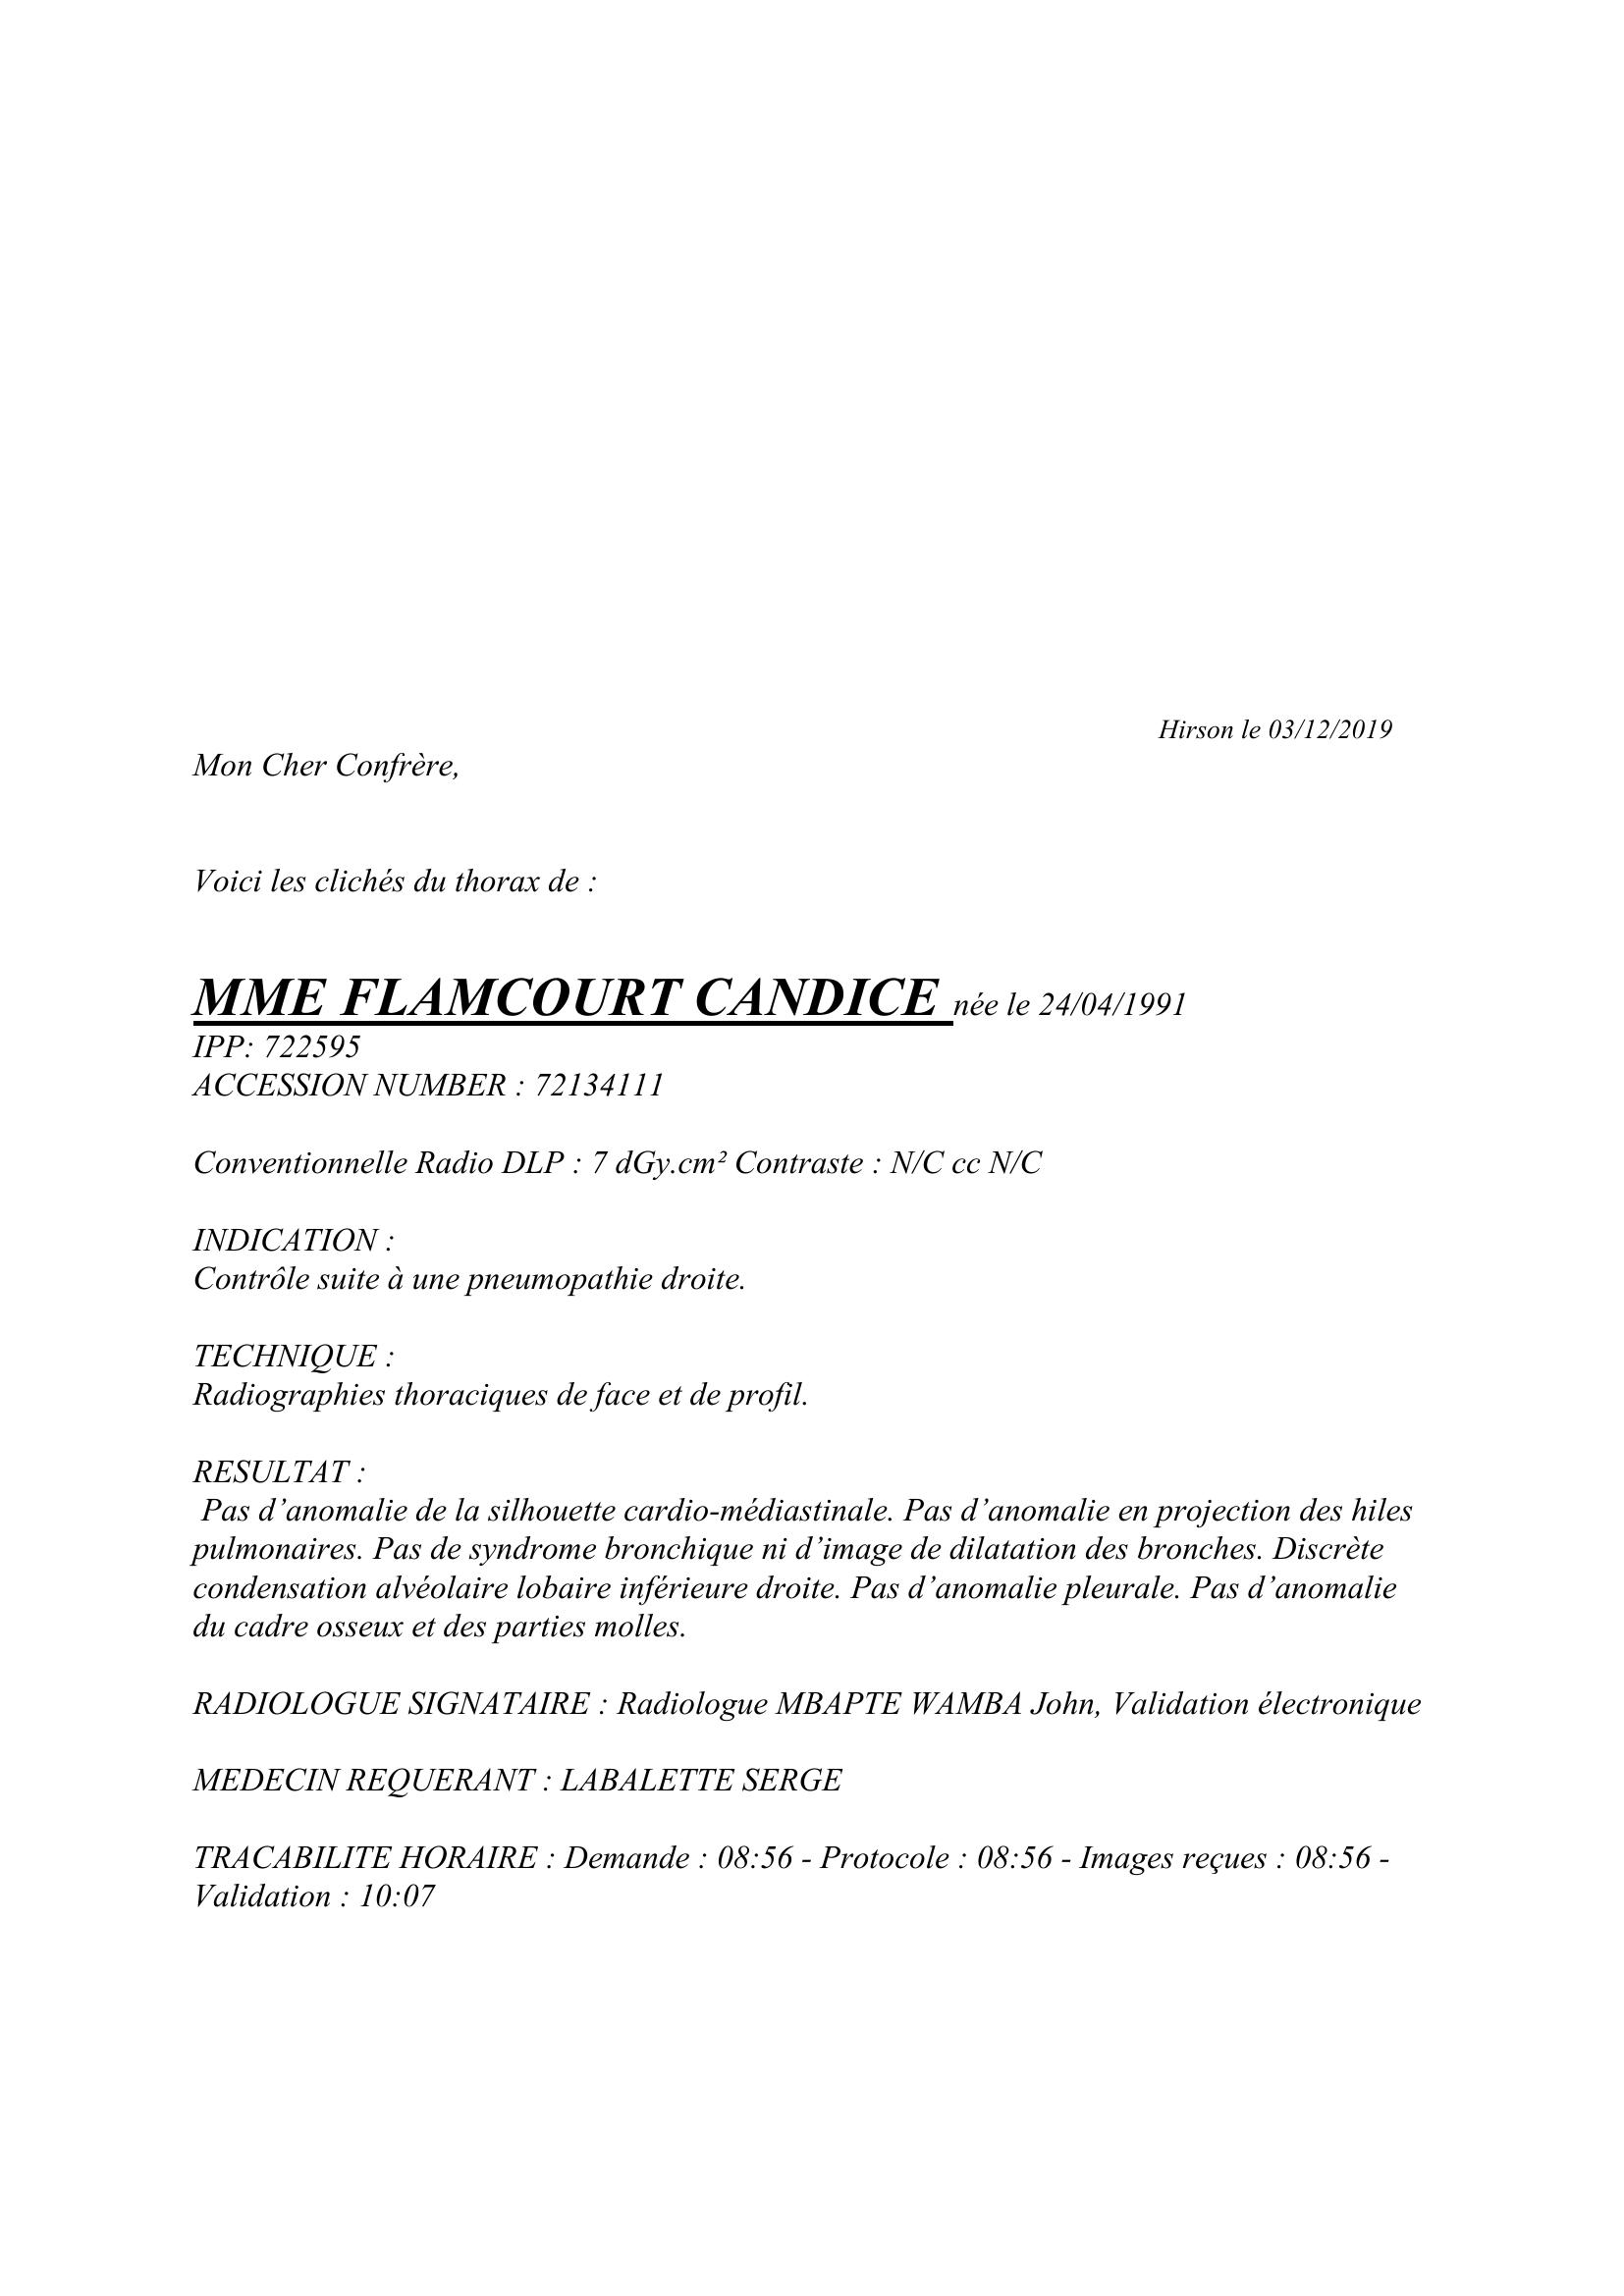 Hirson le 03/12/2019
Mon Cher Confrère,
Voici les clichés du thorax de :
MME FLAMCOURT CANDICE née le 24/04/1991
IPP: 722595
ACCESSION NUMBER : 72134111
Conventionnelle Radio DLP : 7 dGy.cm² Contraste : N/C cc N/C
INDICATION :
Contrôle suite à une pneumopathie droite.
TECHNIQUE :
Radiographies thoraciques de face et de profil.
RESULTAT :
Pas d’anomalie de la silhouette cardio-médiastinale. Pas d’anomalie en projection des hiles
pulmonaires. Pas de syndrome bronchique ni d’image de dilatation des bronches. Discrète
condensation alvéolaire lobaire inférieure droite. Pas d’anomalie pleurale. Pas d’anomalie
du cadre osseux et des parties molles.
RADIOLOGUE SIGNATAIRE : Radiologue MBAPTE WAMBA John, Validation électronique
MEDECIN REQUERANT : LABALETTE SERGE
TRACABILITE HORAIRE : Demande : 08:56 - Protocole : 08:56 - Images reçues : 08:56 -
Validation : 10:07